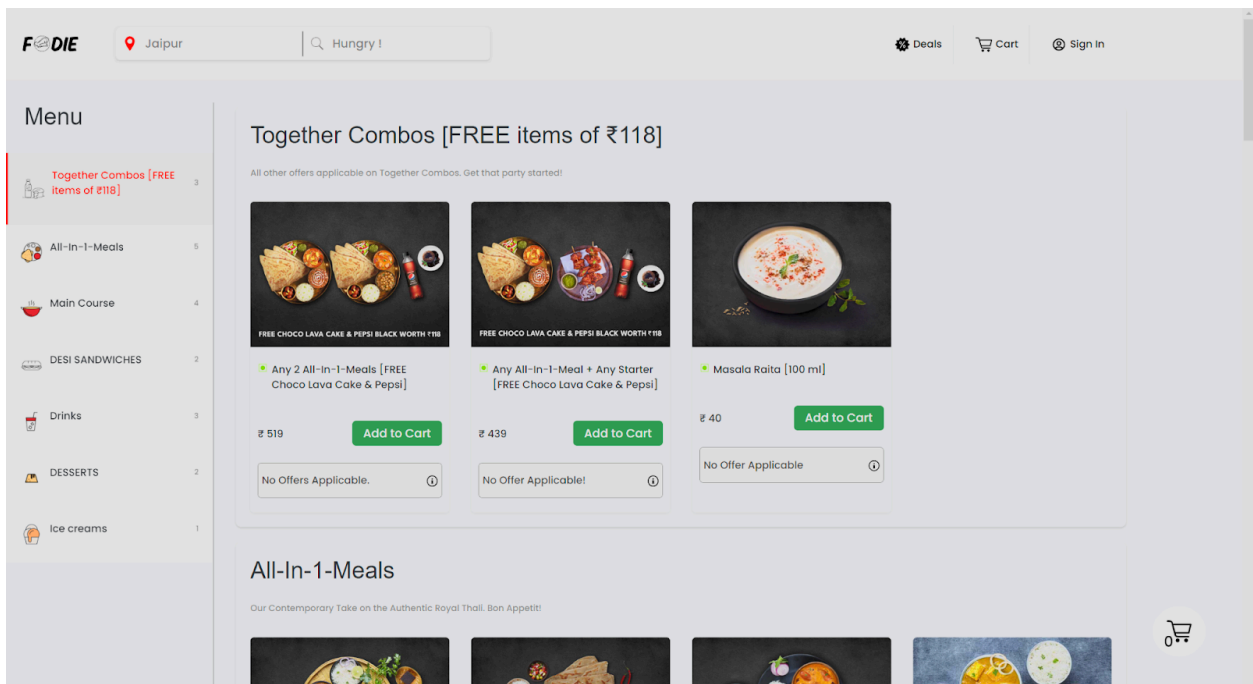 FOODIE
Jaipur
Hungry !
Deals
Cart
Sign In
Menu
Together Combos [FREE
items of ₹118]
3
All-In-1-Meals
5
Main Course
4
DESI SANDWICHES
2
Drinks
3
DESSERTS
2
Ice creams
1
Together Combos [FREE items of ₹118]
All other offers applicable on Together Combos. Get that party started!
FREE CHOCO LAVA CAKE & PEPSI BLACK WORTH ₹118
Any 2 All-In-1-Meals [FREE
Choco Lava Cake & Pepsi]
₹ 519
Add to Cart
No Offers Applicable.
FREE CHOCO LAVA CAKE & PEPSI BLACK WORTH ₹118
Any All-In-1-Meal + Any Starter
[FREE Choco Lava Cake & Pepsi]
₹ 439
Add to Cart
No Offer Applicable!
Masala Raita [100 ml]
₹ 40
Add to Cart
No Offer Applicable
All-In-1-Meals
Our Contemporary Take on the Authentic Royal Thali. Bon Appetit!
0